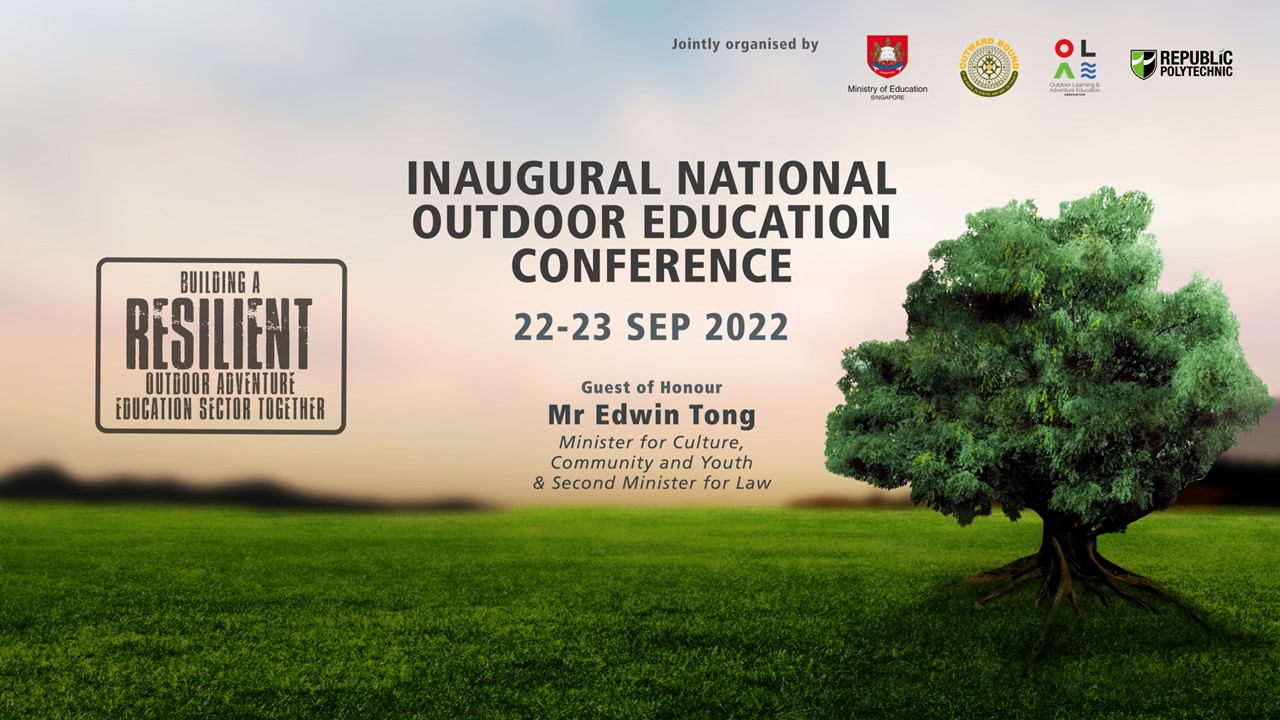 Jointly organised by
Ministry of Education
SINGAPORE
OUTWARD BOUND
OL
Outdoor Learning &
Adventure Education
ASSOCIATION
REPUBLIC
POLYTECHNIC
INAUGURAL NATIONAL
OUTDOOR EDUCATION
CONFERENCE
22-23 SEP 2022
BUILDING A
RESILIENT
OUTDOOR ADVENTURE
EDUCATION SECTOR TOGETHER
Guest of Honour
Mr Edwin Tong
Minister for Culture,
Community and Youth
& Second Minister for Law